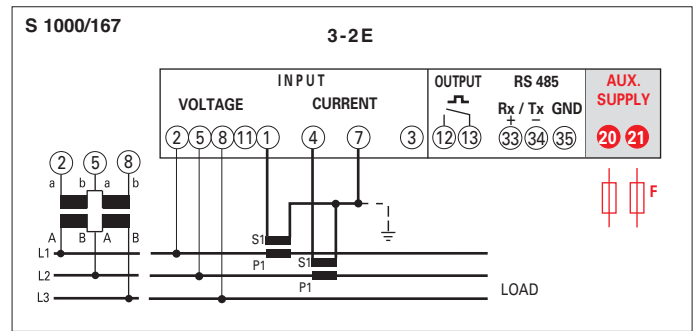 S 1000/167
3-2E
INPUT
OUTPUT
RS 485
AUX.
SUPPLY
VOLTAGE
CURRENT
Rx / Tx GND
+ −
2 5 8 11 1 4 7 3 12 13 33 34 35 20 21
2 5 8
a b a b
F
A B A B
S1
L1
P1
S1
L2
P1
LOAD
L3